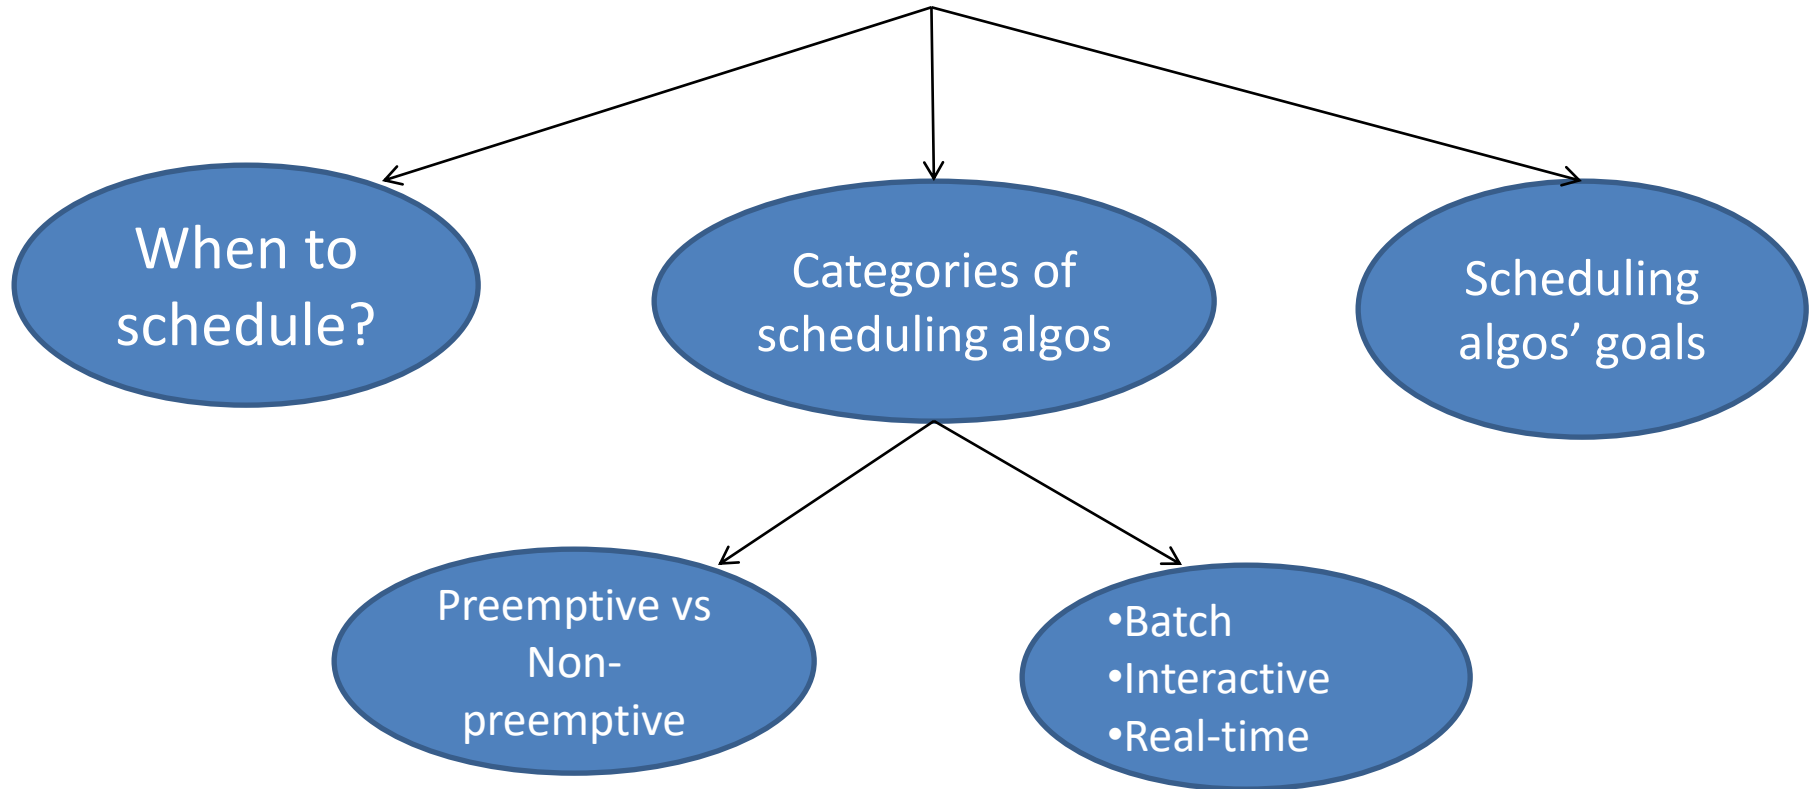 When to
schedule?
Categories of
scheduling algos
Scheduling
algos’ goals
Preemptive vs
Non-
preemptive
•Batch
•Interactive
•Real-time